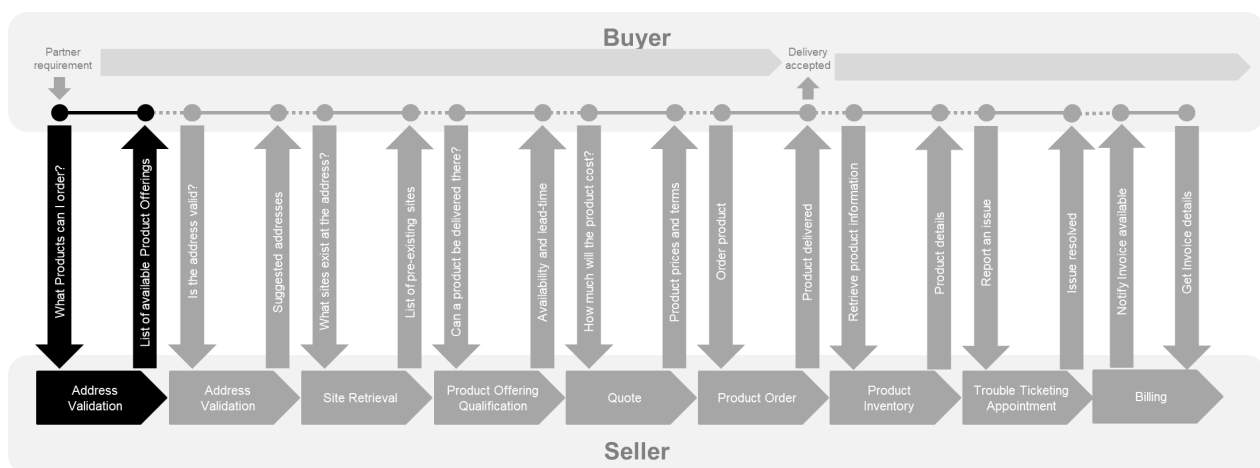 Buyer
Partner
requirement
Delivery
accepted
What Products can I order?
List of available Product Offerings
Is the address valid?
Suggested addresses
What sites exist at the address?
List of pre-existing sites
Can a product be delivered there?
Availability and lead-time
How much will the product cost?
Product prices and terms
Order product
Product delivered
Retrieve product information
Product details
Report an issue
Issue resolved
Notify Invoice available
Get Invoice details
Address
Validation
Address
Validation
Site Retrieval
Product Offering
Qualification
Quote
Product Order
Product
Inventory
Trouble Ticketing
Appointment
Billing
Seller